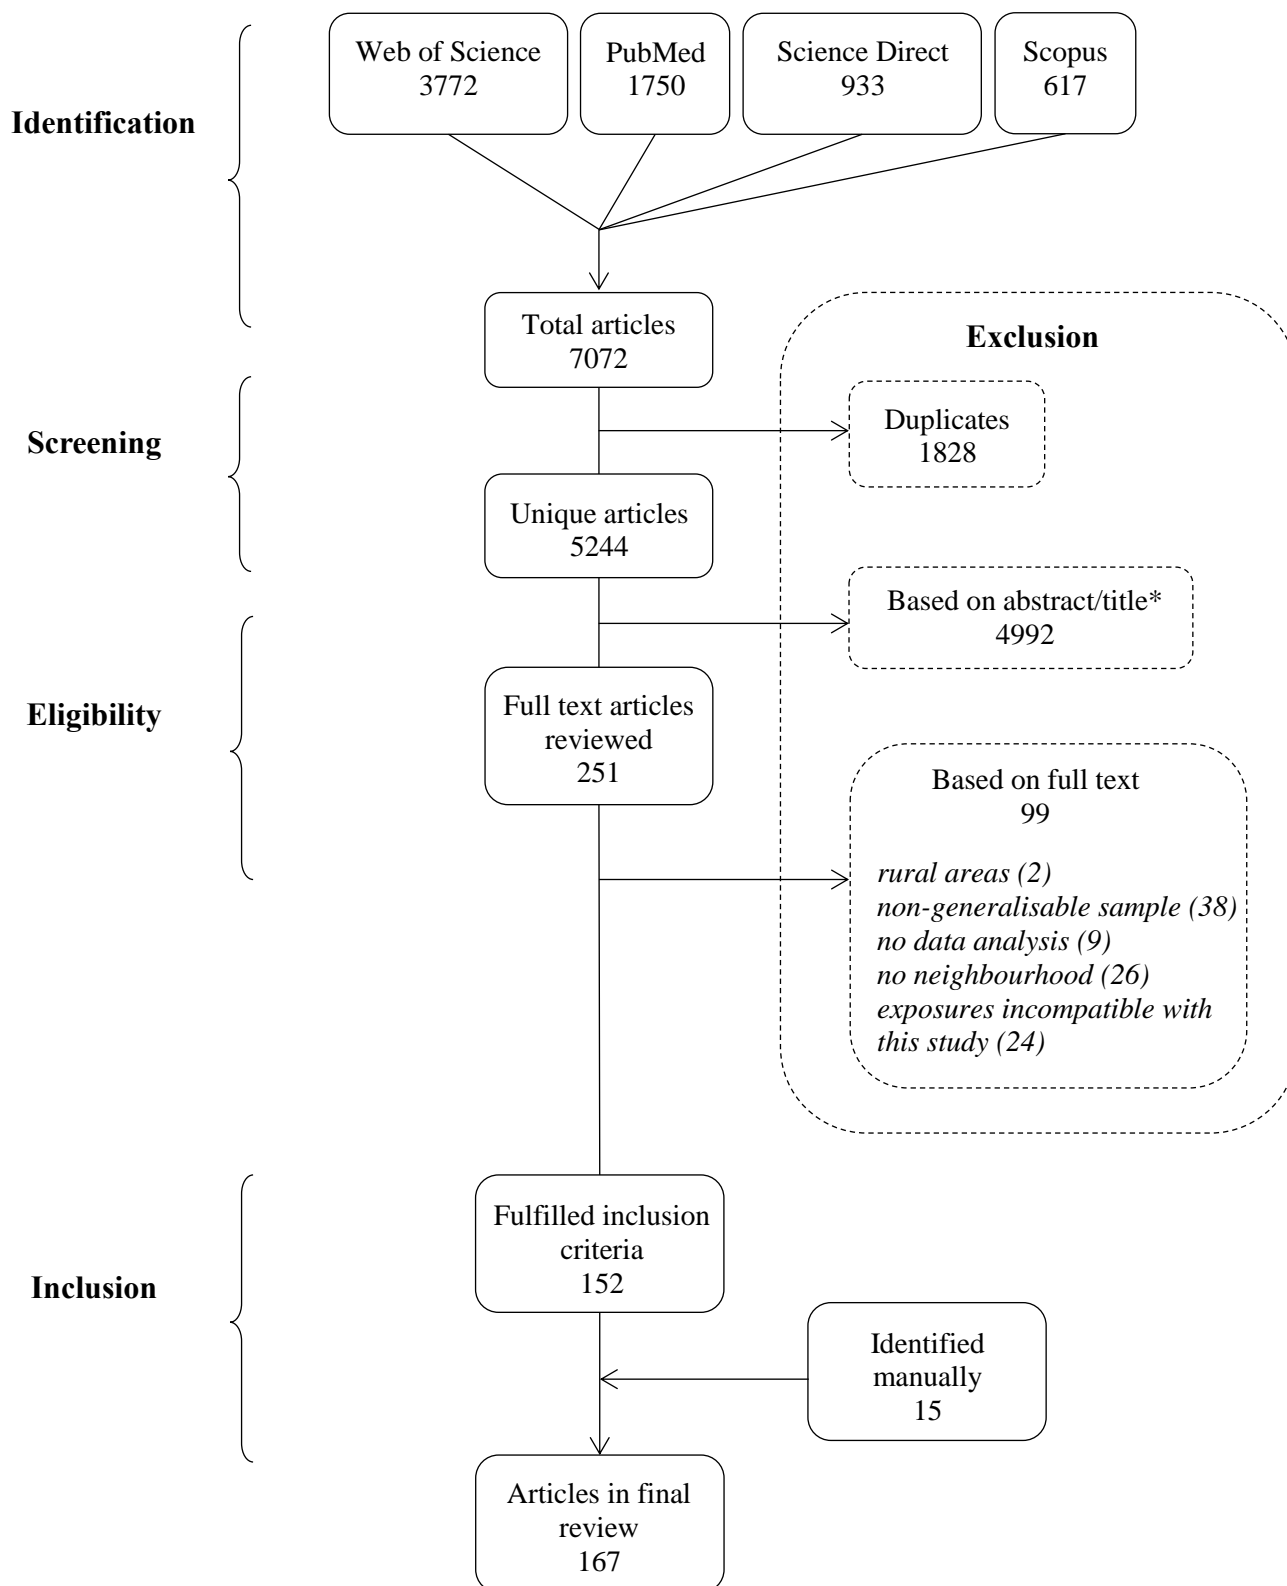 Web of Science
3772
PubMed
1750
Science Direct
933
Scopus
617
Identification
Total articles
7072
Exclusion
Duplicates
1828
Screening
Unique articles
5244
Based on abstract/title*
4992
Eligibility
Full text articles
reviewed
251
Based on full text
99
rural areas (2)
non-generalisable sample (38)
no data analysis (9)
no neighbourhood (26)
exposures incompatible with
this study (24)
Fulfilled inclusion
criteria
152
Inclusion
Identified
manually
15
Articles in final
review
167